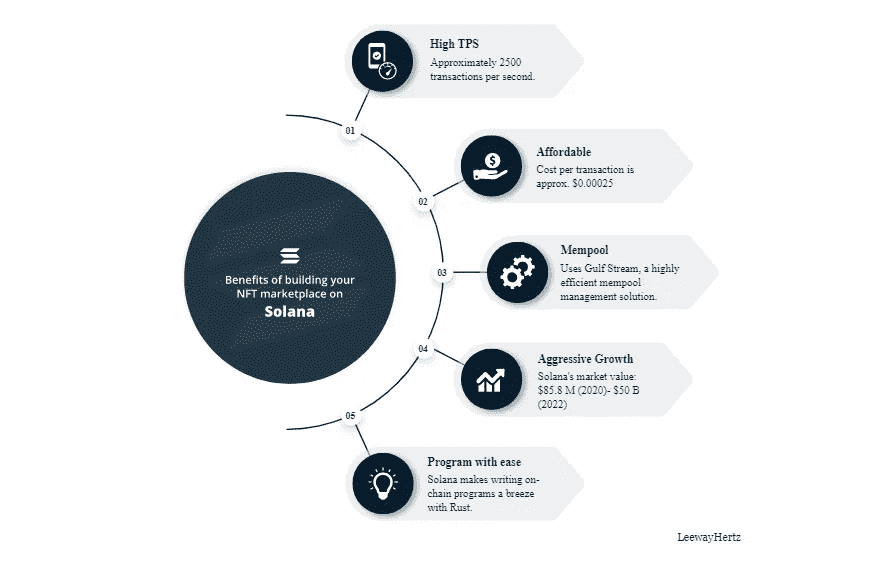 Benefits of building your
NFT marketplace on
Solana
01
High TPS
Approximately 2500
transactions per second.
02
Affordable
Cost per transaction is
approx. $0.00025
03
Mempool
Uses Gulf Stream, a highly
efficient mempool
management solution.
04
Aggressive Growth
Solana's market value:
$85.8 M (2020)- $50 B
(2022)
05
Program with ease
Solana makes writing on-
chain programs a breeze
with Rust.
LeewayHertz